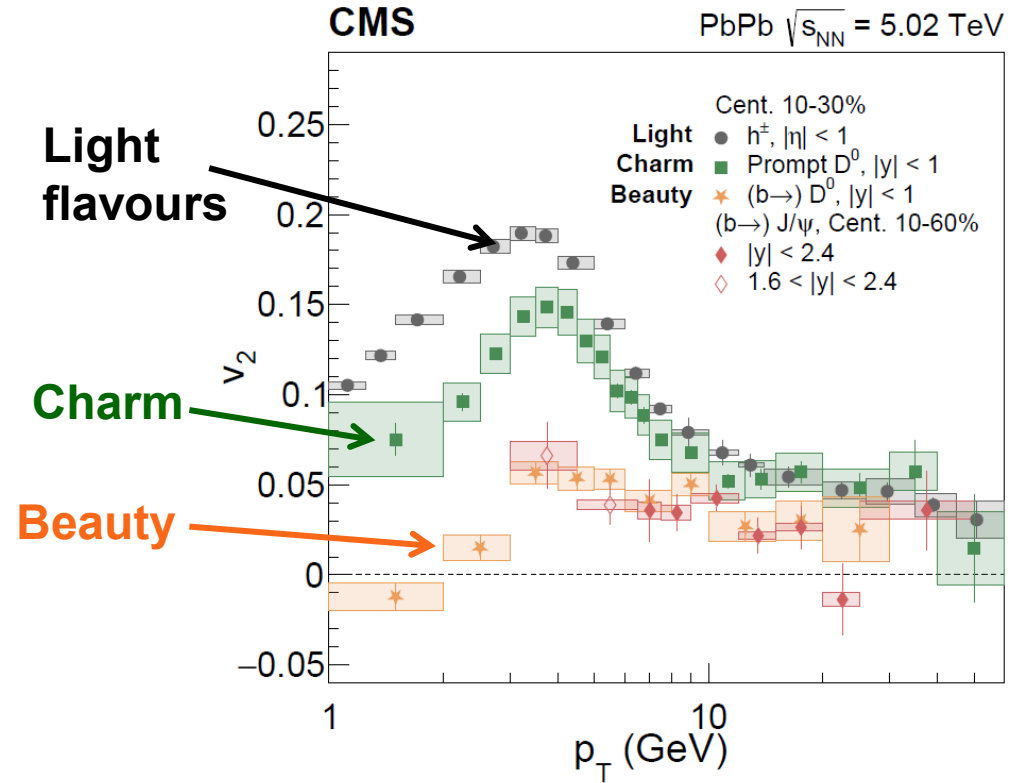 CMS
PbPb √s_NN = 5.02 TeV
Cent. 10-30%
Light h±, |η| < 1
Charm Prompt D⁰, |y| < 1
Beauty (b→) D⁰, |y| < 1
(b→) J/ψ, Cent. 10-60%
|y| < 2.4
1.6 < |y| < 2.4
Light
flavours
Charm
Beauty
v₂
0.25
0.2
0.15
0.1
0.05
0
−0.05
1
10
p_T (GeV)